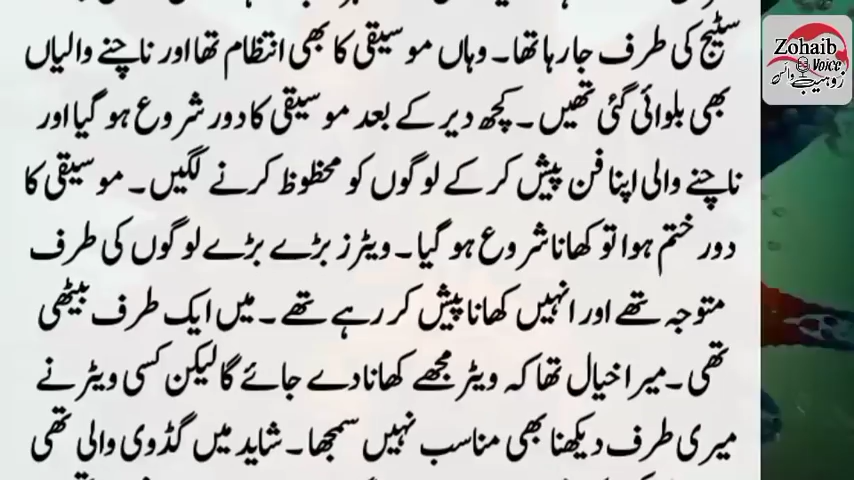 سٹیج کی طرف جا رہا تھا۔ وہاں موسیقی کا بھی انتظام تھا اور ناچنے والیاں
بھی بلوائی گئی تھیں۔ کچھ دیر کے بعد موسیقی کا دور شروع ہو گیا اور
ناچنے والی اپنا فن پیش کر کے لوگوں کو محظوظ کرنے لگیں۔ موسیقی کا
دور ختم ہوا تو کھانا شروع ہو گیا۔ ویٹرز بڑے بڑے لوگوں کی طرف
متوجہ تھے اور انہیں کھانا پیش کر رہے تھے۔ میں ایک طرف بیٹھی
تھی۔ میرا خیال تھا کہ ویٹر مجھے کھانا دے جائے گا لیکن کسی ویٹر نے
میری طرف دیکھنا بھی مناسب نہیں سمجھا۔ شاید میں گڈوی والی تھی
Zohaib
Voice
زوہیب وائس